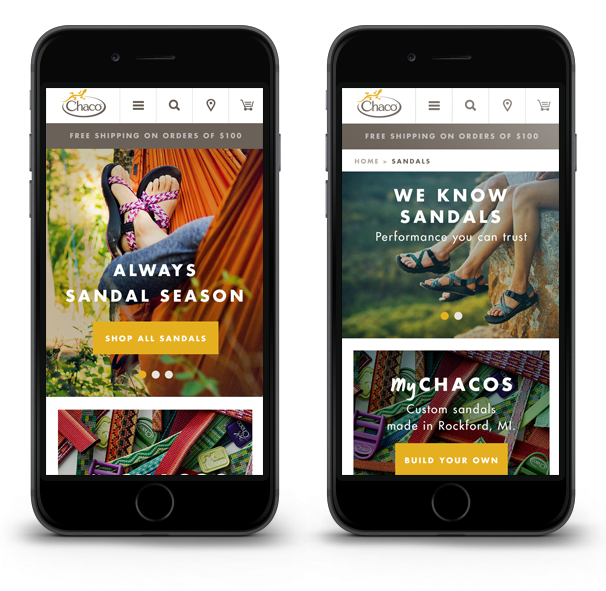 Chaco
FREE SHIPPING ON ORDERS OF $100
ALWAYS
SANDAL SEASON
SHOP ALL SANDALS
Chaco
FREE SHIPPING ON ORDERS OF $100
HOME > SANDALS
WE KNOW
SANDALS
Performance you can trust
MyCHACOS
Custom sandals
made in Rockford, MI.
BUILD YOUR OWN